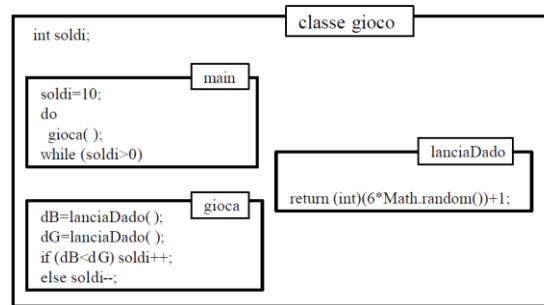 classe gioco
int soldi;
main
soldi=10;
do
gioca( );
while (soldi>0)
lanciaDado
return (int)(6*Math.random())+1;
gioca
dB=lanciaDado( );
dG=lanciaDado( );
if (dB<dG) soldi++;
else soldi--;